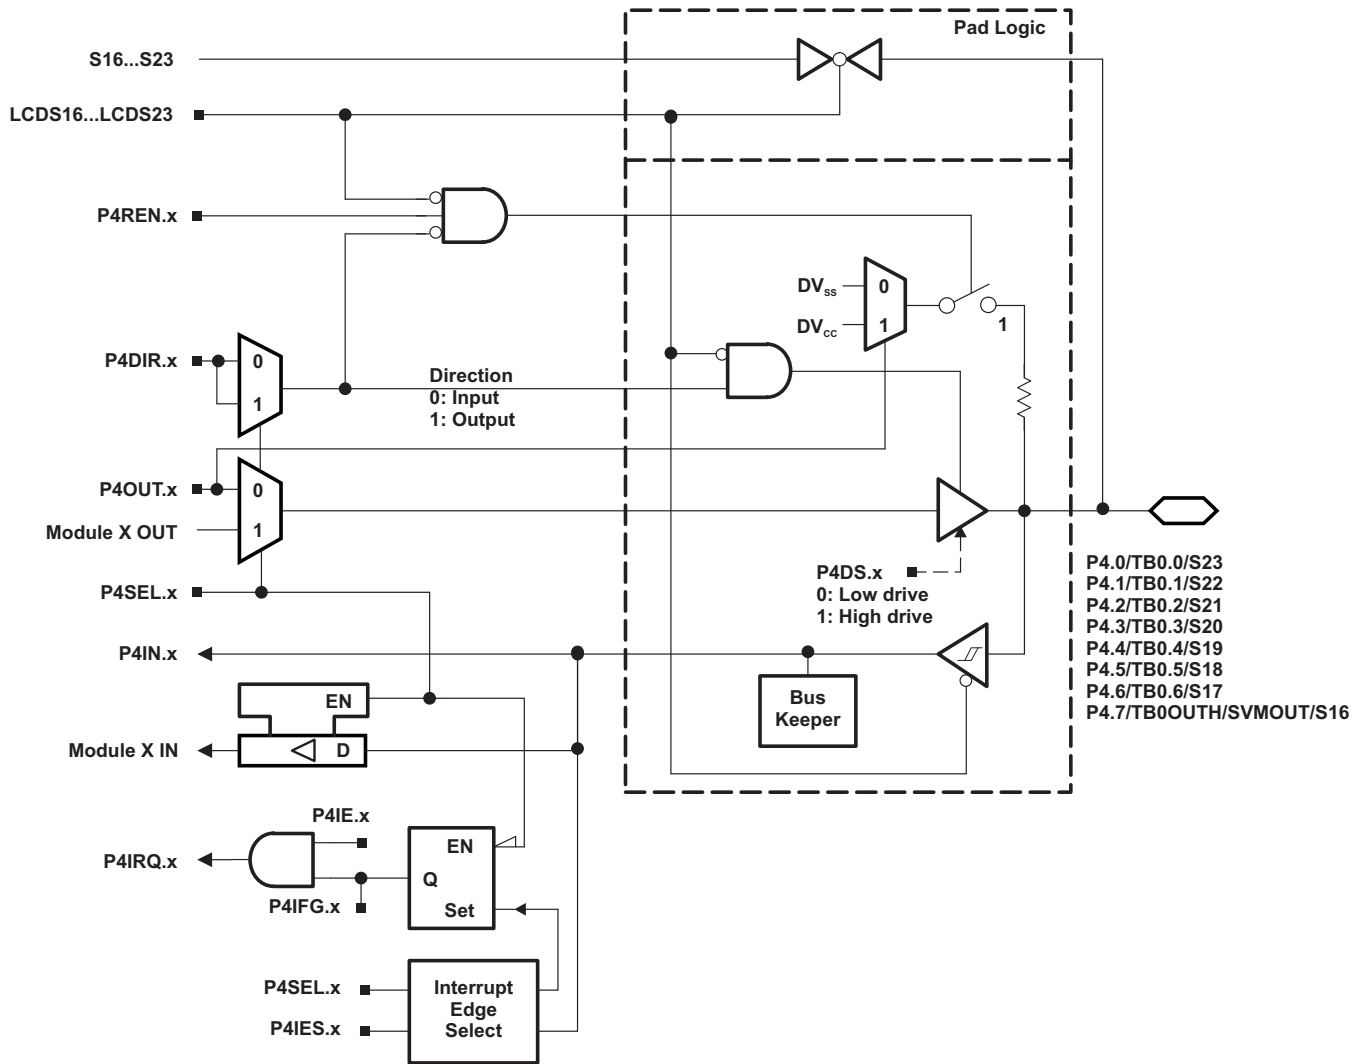 Pad Logic
S16...S23
LCDS16...LCDS23
P4REN.x
DVSS
0
DVCC
1
1
P4DIR.x
0
1
Direction
0: Input
1: Output
P4OUT.x
0
Module X OUT
1
P4DS.x
0: Low drive
1: High drive
P4SEL.x
P4.0/TB0.0/S23
P4.1/TB0.1/S22
P4.2/TB0.2/S21
P4.3/TB0.3/S20
P4.4/TB0.4/S19
P4.5/TB0.5/S18
P4.6/TB0.6/S17
P4.7/TB0OUTH/SVMOUT/S16
P4IN.x
Bus
Keeper
EN
Module X IN
D
P4IE.x
P4IRQ.x
EN
Q
P4IFG.x
Set
P4SEL.x
P4IES.x
Interrupt
Edge
Select